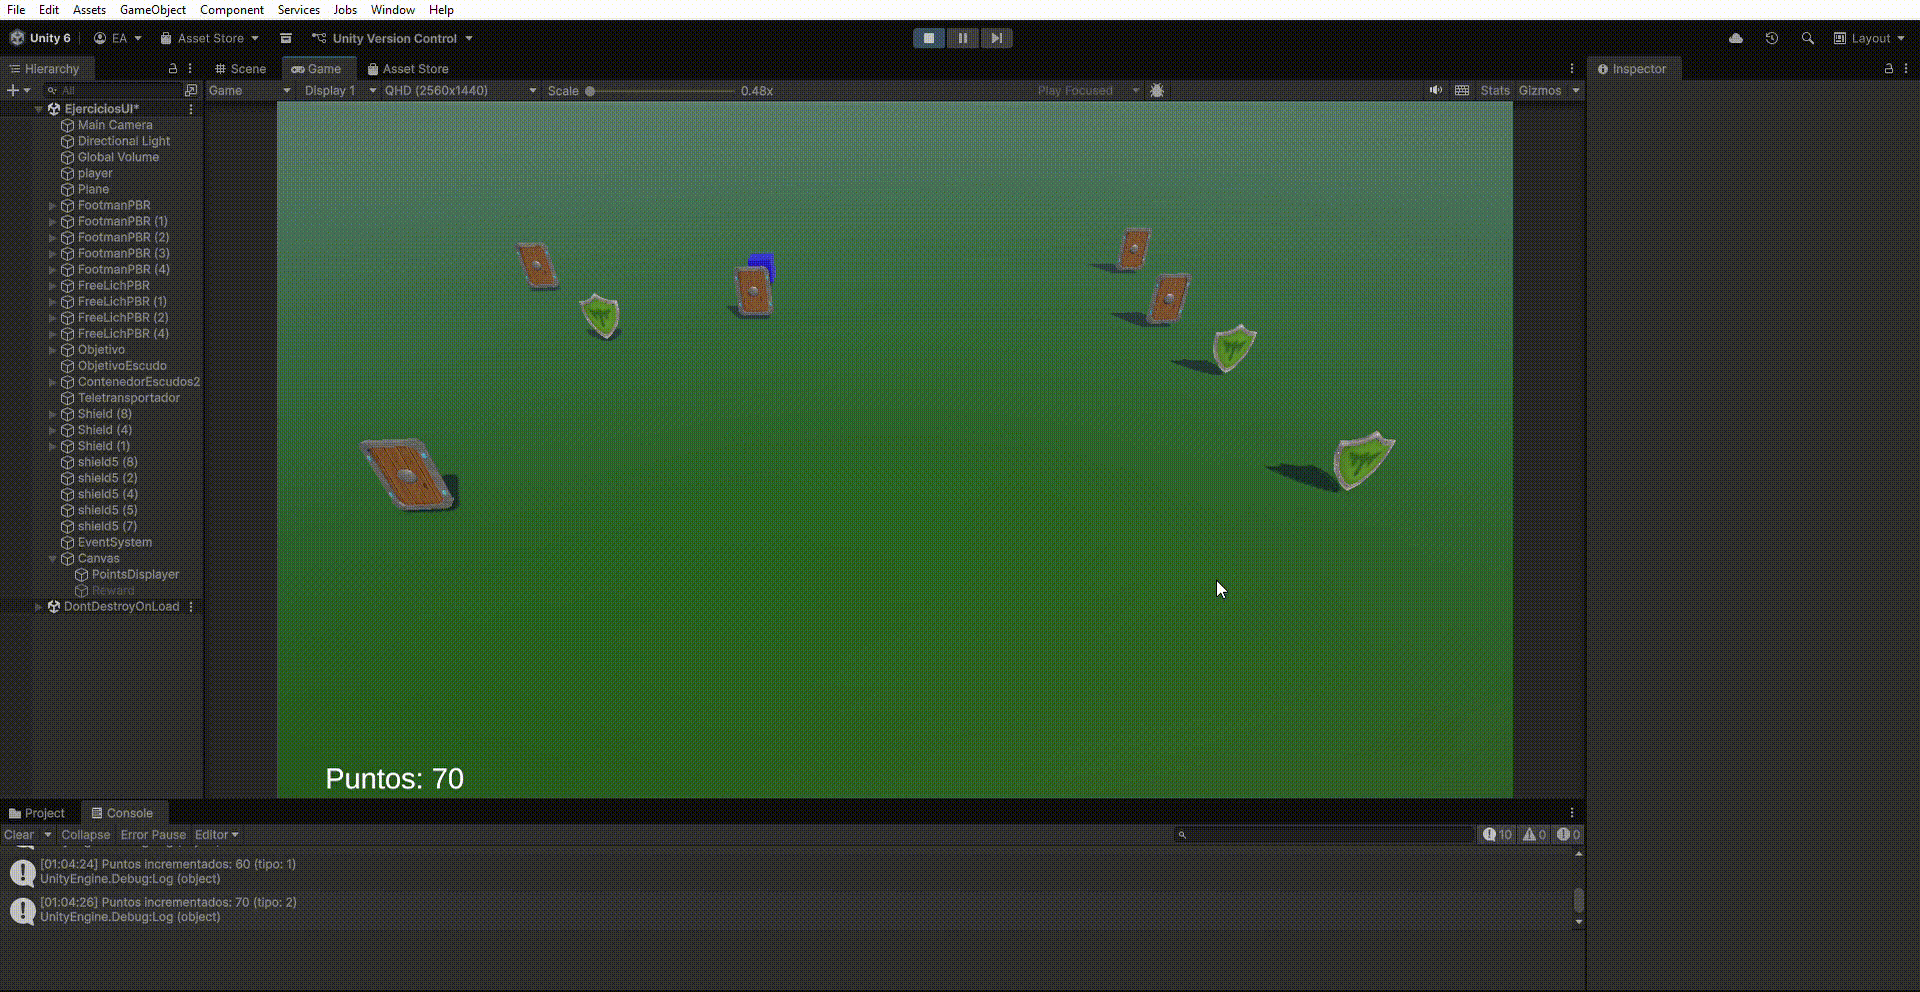 File Edit Assets GameObject Component Services Jobs Window Help
Unity 6 EA Asset Store Unity Version Control Layout
Hierarchy Scene Game Asset Store Inspector
All Game Display 1 QHD (2560x1440) Scale 0.48x Play Focused Stats Gizmos
EjerciciosUI*
Main Camera
Directional Light
Global Volume
player
Plane
FootmanPBR
FootmanPBR (1)
FootmanPBR (2)
FootmanPBR (3)
FootmanPBR (4)
FreeLichPBR
FreeLichPBR (1)
FreeLichPBR (2)
FreeLichPBR (4)
Objetivo
ObjetivoEscudo
ContenedorEscudos2
Teletransportador
Shield (8)
Shield (4)
Shield (1)
shield5 (8)
shield5 (2)
shield5 (4)
shield5 (5)
shield5 (7)
EventSystem
Canvas
PointsDisplayer
Reward
DontDestroyOnLoad
Puntos: 70
Project Console
Clear Collapse Error Pause Editor 10 0 0
[01:04:24] Puntos incrementados: 60 (tipo: 1)
UnityEngine.Debug:Log (object)
[01:04:26] Puntos incrementados: 70 (tipo: 2)
UnityEngine.Debug:Log (object)